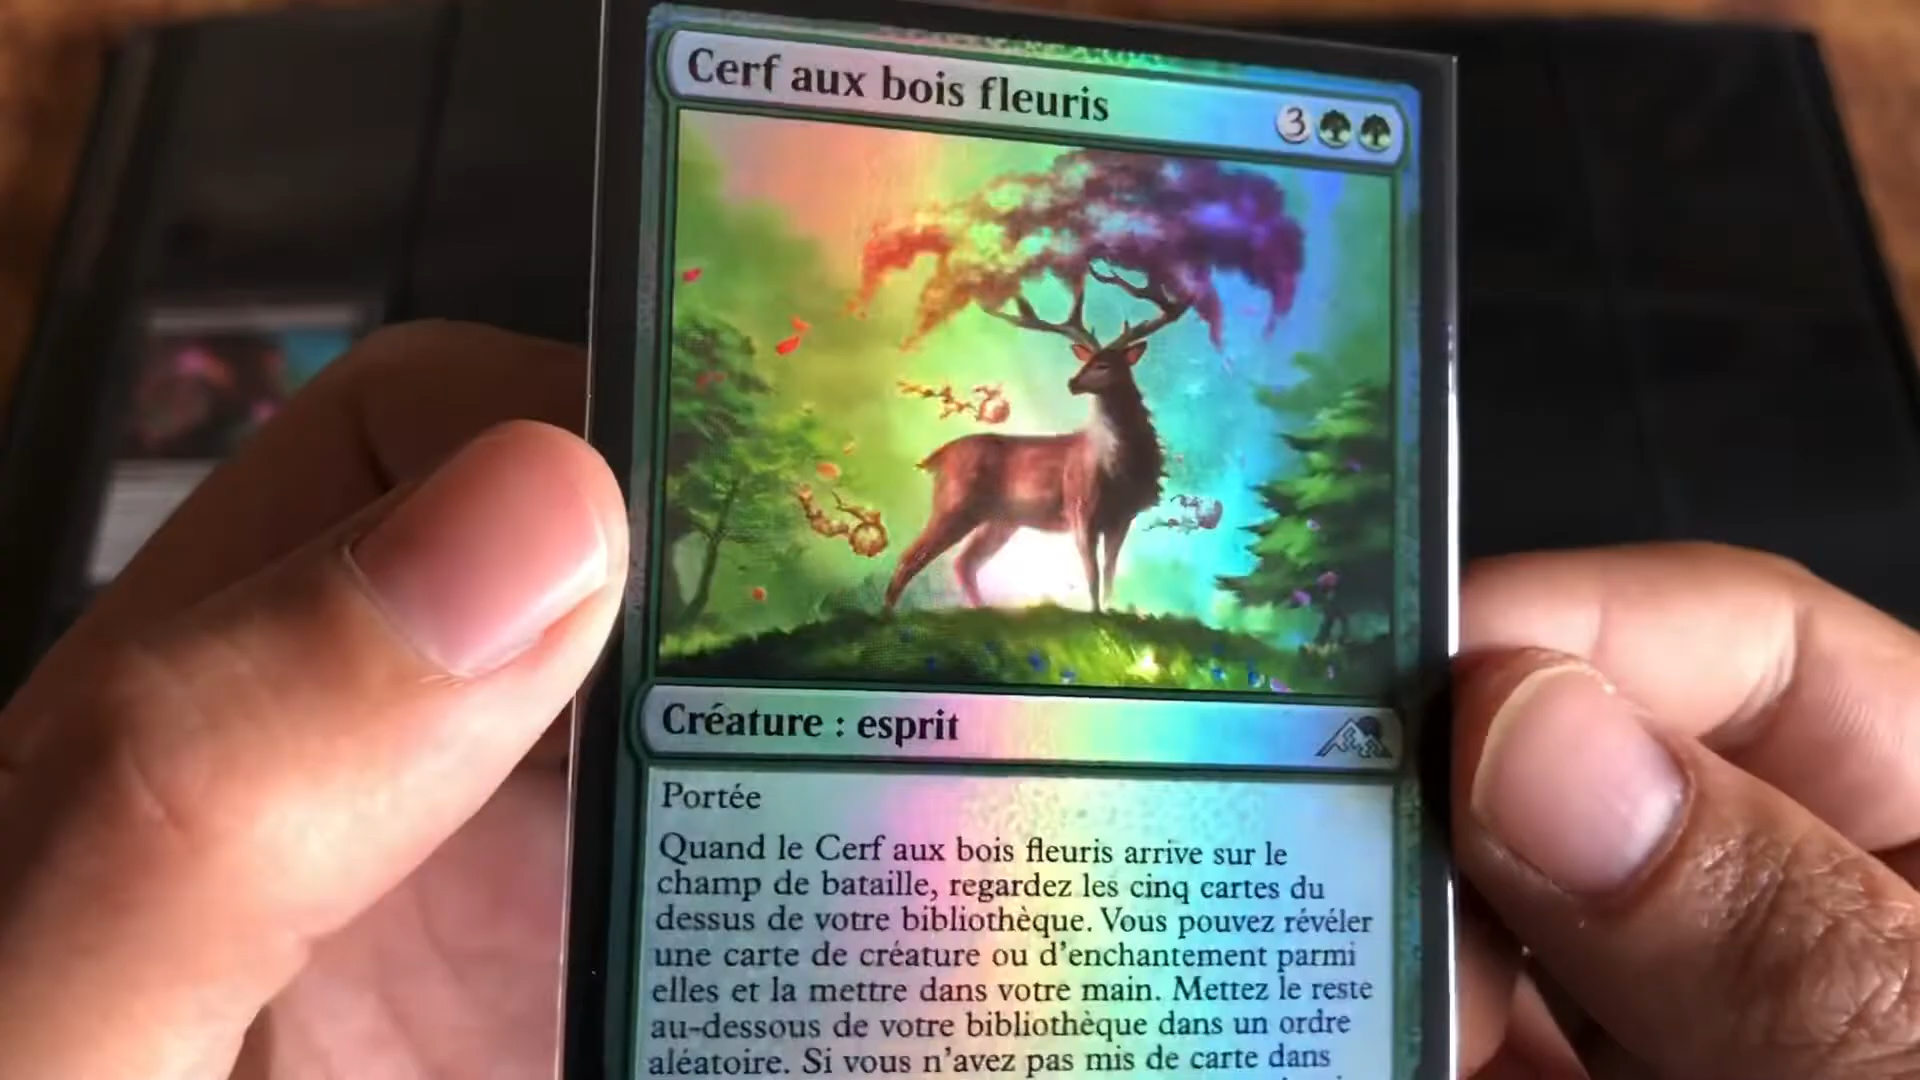 Cerf aux bois fleuris
3
Créature : esprit
Portée
Quand le Cerf aux bois fleuris arrive sur le
champ de bataille, regardez les cinq cartes du
dessus de votre bibliothèque. Vous pouvez révéler
une carte de créature ou d'enchantement parmi
elles et la mettre dans votre main. Mettez le reste
au-dessous de votre bibliothèque dans un ordre
aléatoire. Si vous n'avez pas mis de carte dans